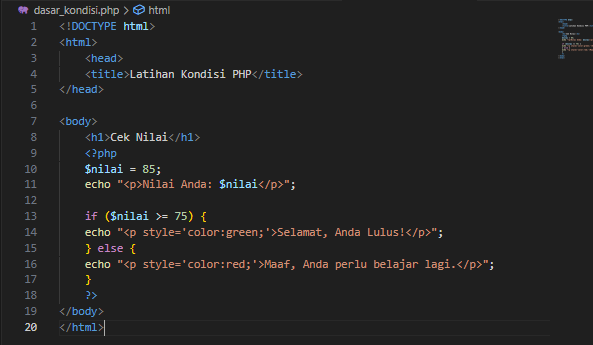 dasar_kondisi.php > html
1 <!DOCTYPE html>
2 <html>
3     <head>
4     <title>Latihan Kondisi PHP</title>
5 </head>
6
7 <body>
8     <h1>Cek Nilai</h1>
9     <?php
10     $nilai = 85;
11     echo "<p>Nilai Anda: $nilai</p>";
12
13     if ($nilai >= 75) {
14     echo "<p style='color:green;'>Selamat, Anda Lulus!</p>";
15     } else {
16     echo "<p style='color:red;'>Maaf, Anda perlu belajar lagi.</p>";
17     }
18     ?>
19 </body>
20 </html>